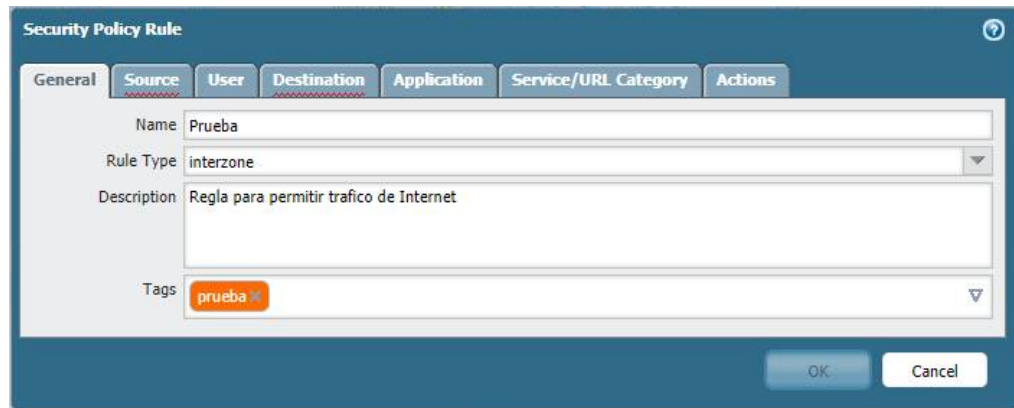 Security Policy Rule
General Source User Destination Application Service/URL Category Actions
Name Prueba
Rule Type interzone
Description Regla para permitir trafico de Internet
Tags prueba
OK Cancel